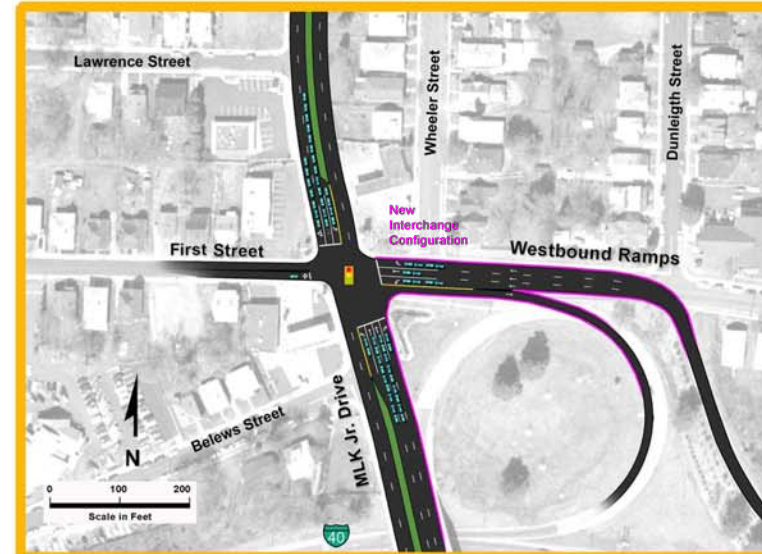 Lawrence Street
Wheeler Street
Dunleigth Street
New
Interchange
Configuration
First Street
Westbound Ramps
MLK Jr. Drive
Belews Street
N
0 100 200
Scale in Feet
40